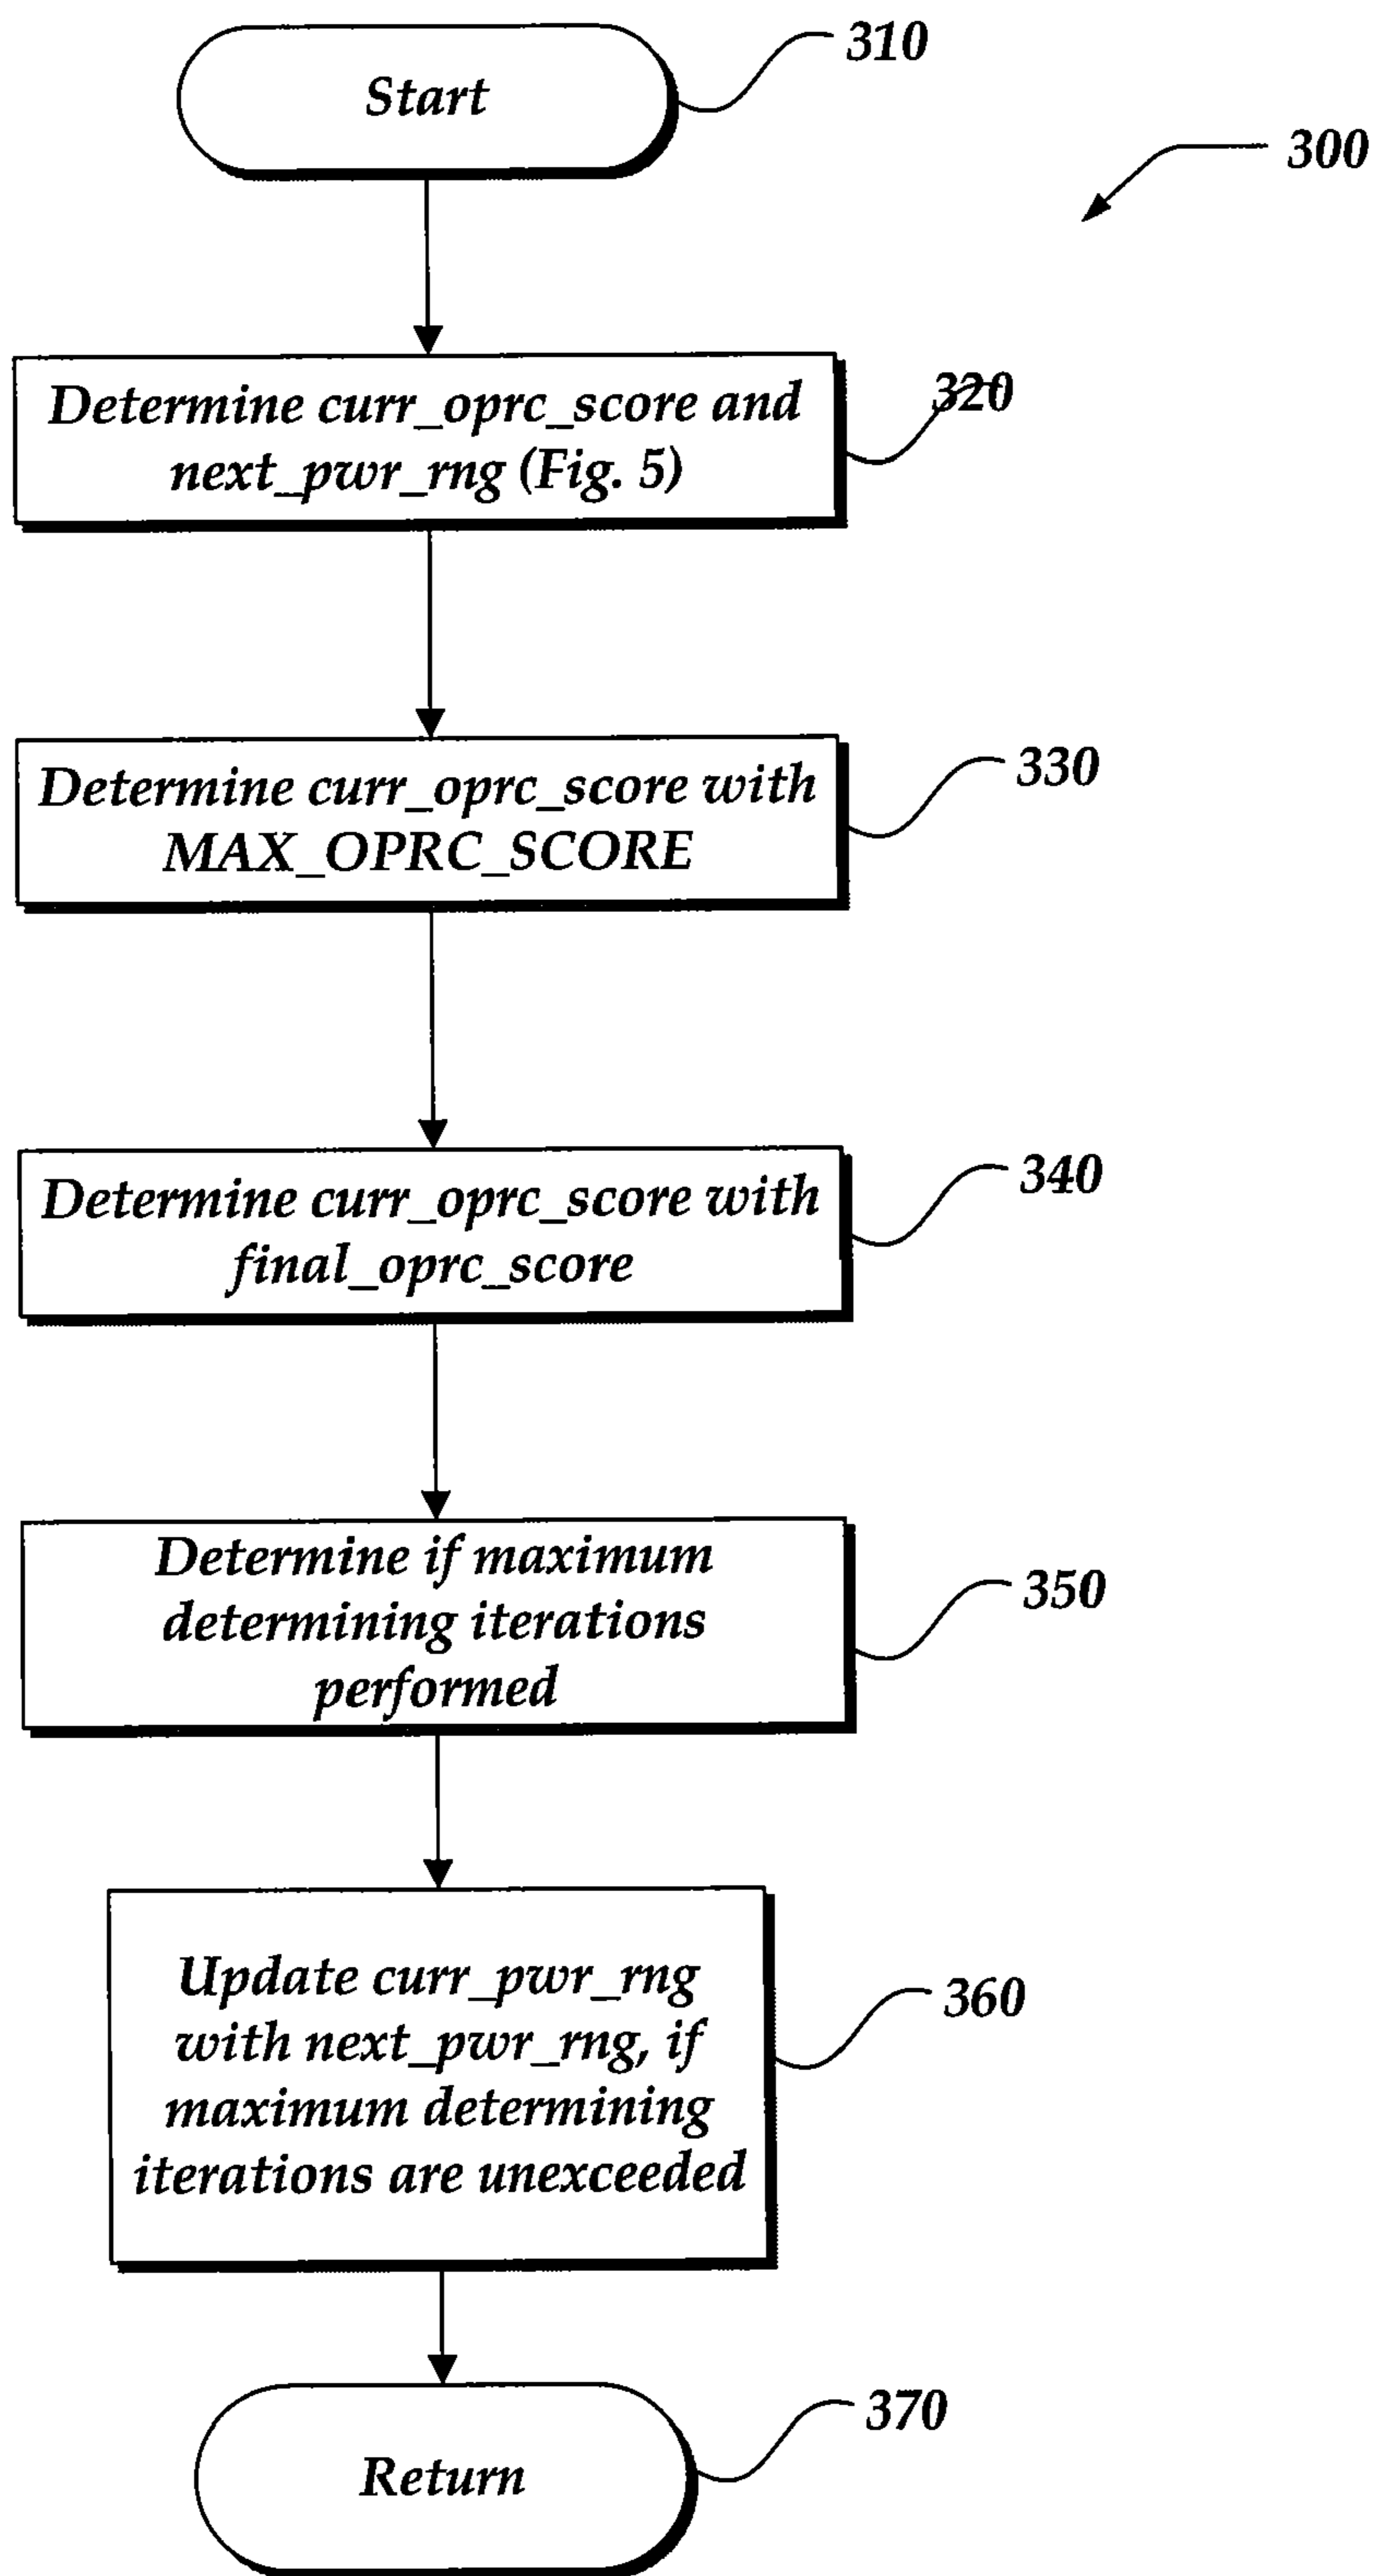 Start
310
300
Determine curr_oprc_score and
next_pwr_rng (Fig. 5)
320
Determine curr_oprc_score with
MAX_OPRC_SCORE
330
Determine curr_oprc_score with
final_oprc_score
340
Determine if maximum
determining iterations
performed
350
Update curr_pwr_rng
with next_pwr_rng, if
maximum determining
iterations are unexceeded
360
Return
370